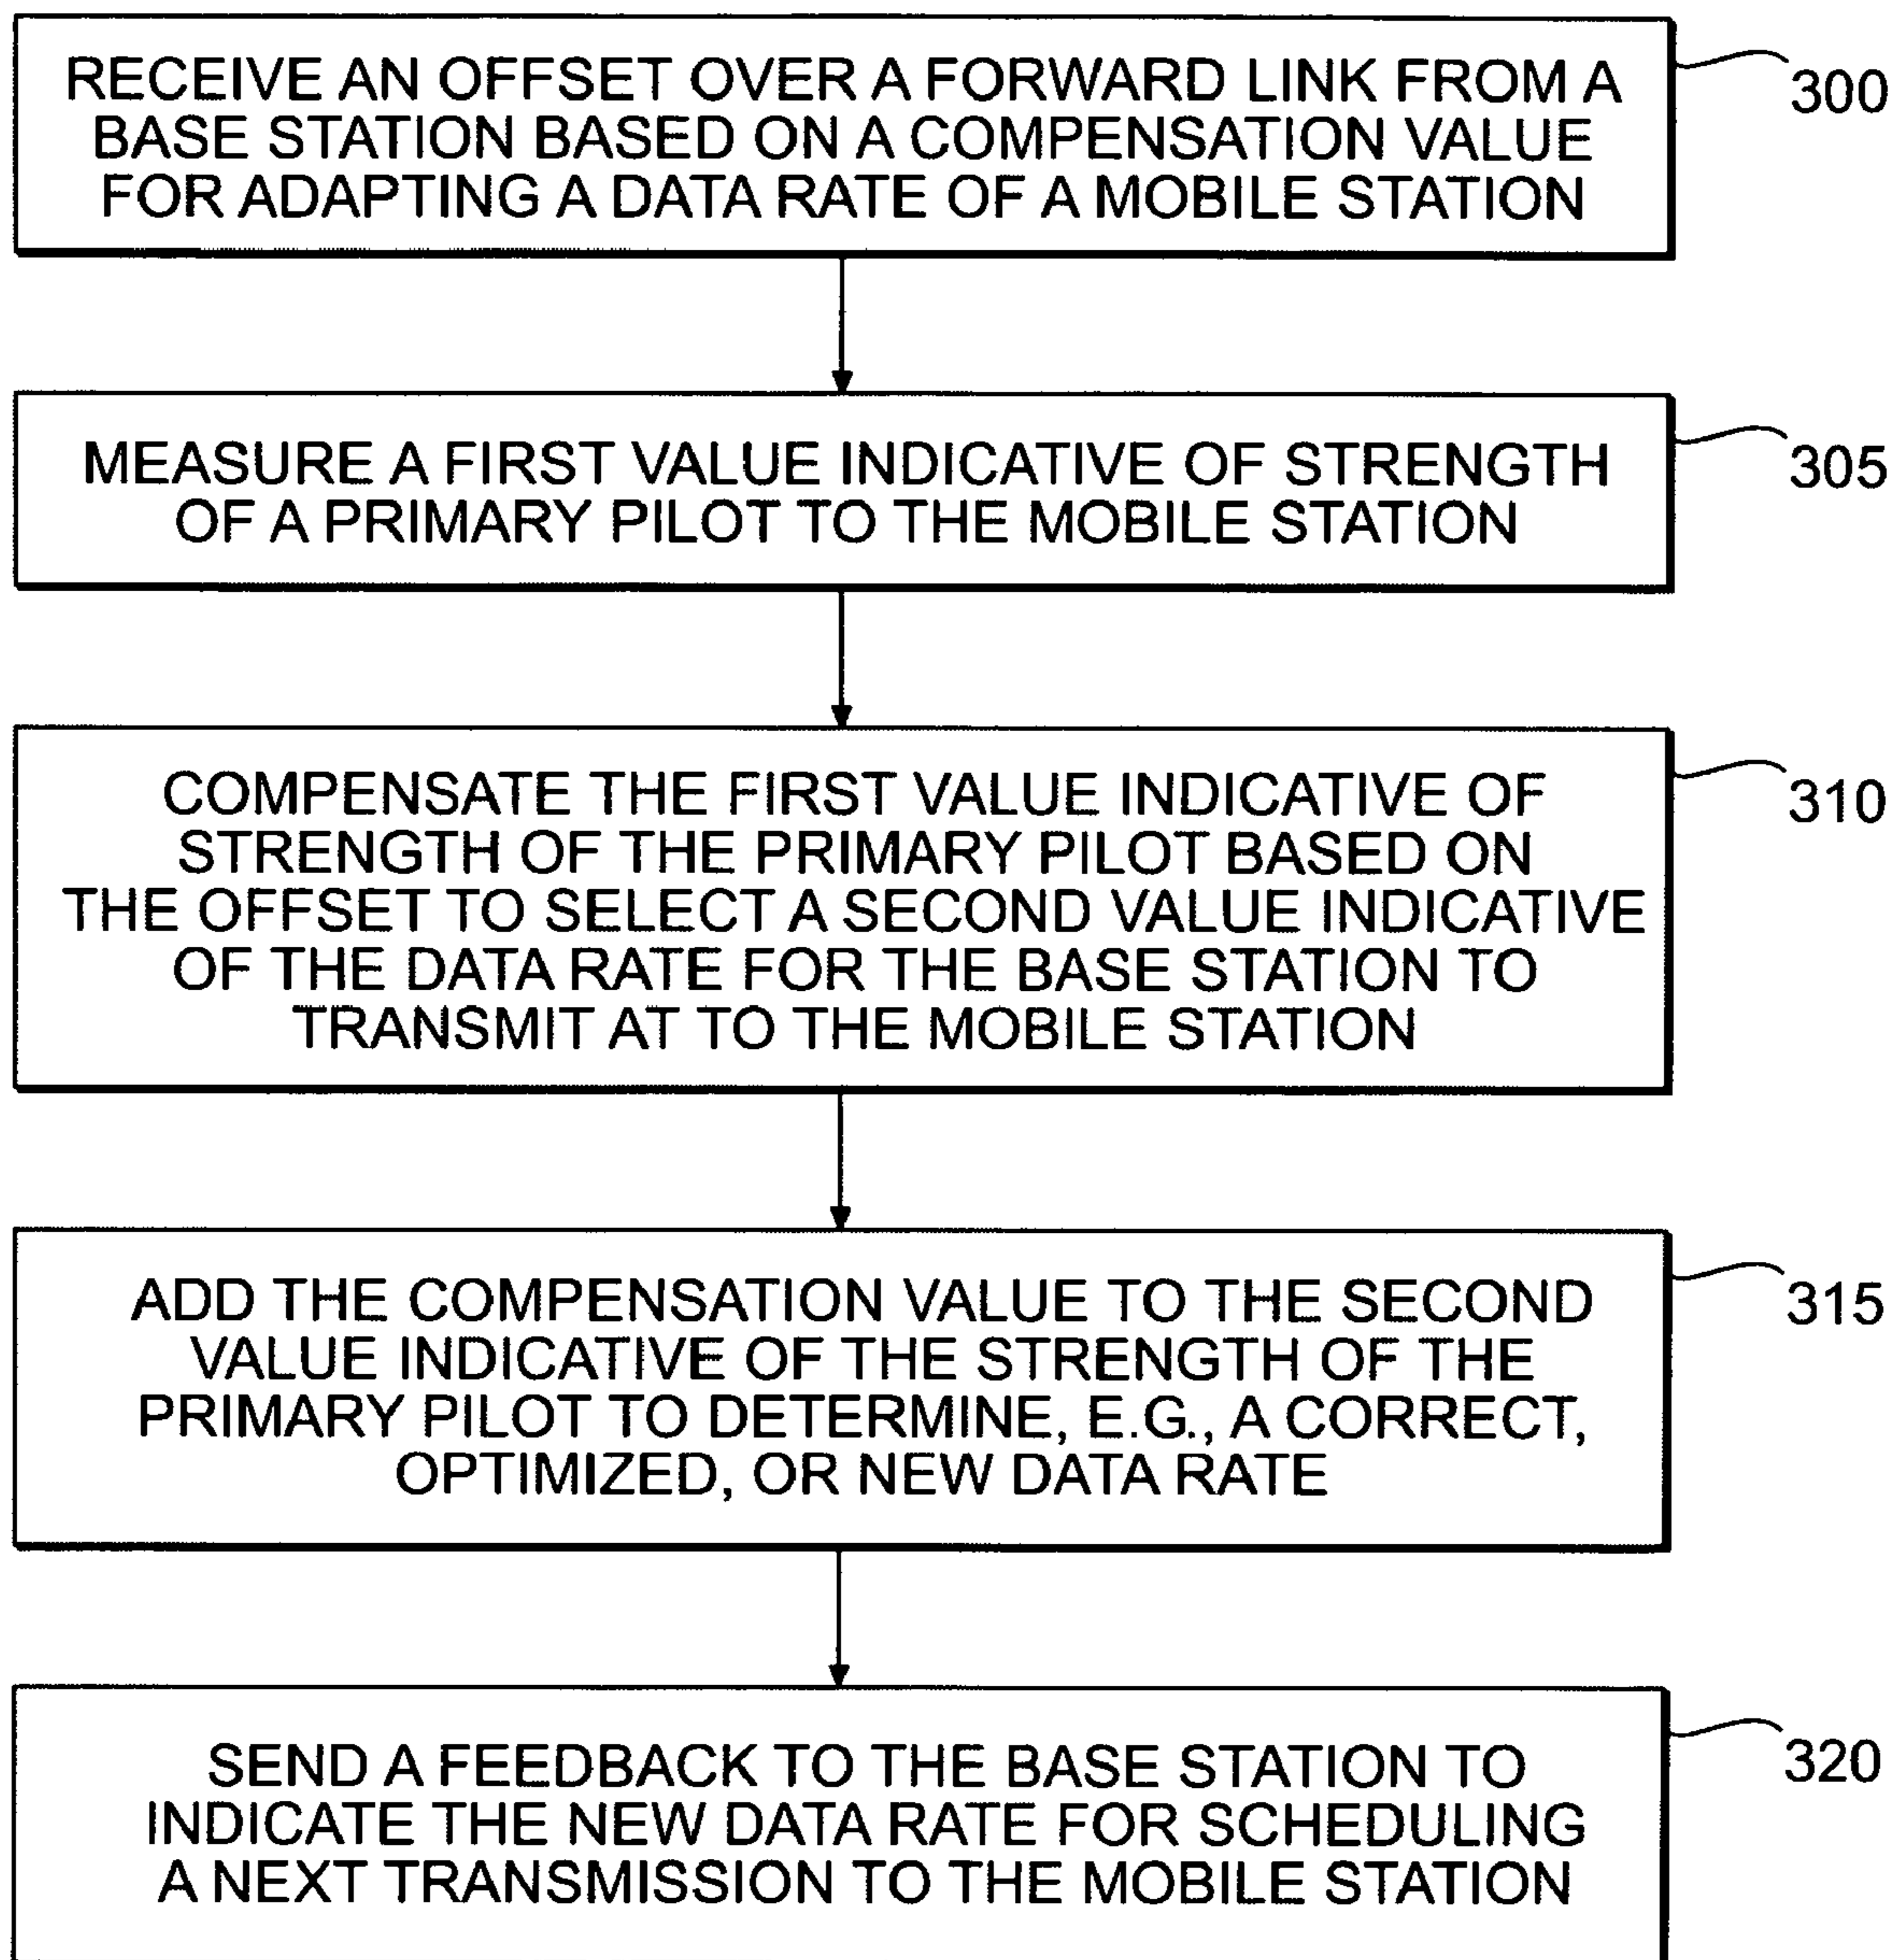 RECEIVE AN OFFSET OVER A FORWARD LINK FROM A
BASE STATION BASED ON A COMPENSATION VALUE
FOR ADAPTING A DATA RATE OF A MOBILE STATION
300
MEASURE A FIRST VALUE INDICATIVE OF STRENGTH
OF A PRIMARY PILOT TO THE MOBILE STATION
305
COMPENSATE THE FIRST VALUE INDICATIVE OF
STRENGTH OF THE PRIMARY PILOT BASED ON
THE OFFSET TO SELECT A SECOND VALUE INDICATIVE
OF THE DATA RATE FOR THE BASE STATION TO
TRANSMIT AT TO THE MOBILE STATION
310
ADD THE COMPENSATION VALUE TO THE SECOND
VALUE INDICATIVE OF THE STRENGTH OF THE
PRIMARY PILOT TO DETERMINE, E.G., A CORRECT,
OPTIMIZED, OR NEW DATA RATE
315
SEND A FEEDBACK TO THE BASE STATION TO
INDICATE THE NEW DATA RATE FOR SCHEDULING
A NEXT TRANSMISSION TO THE MOBILE STATION
320